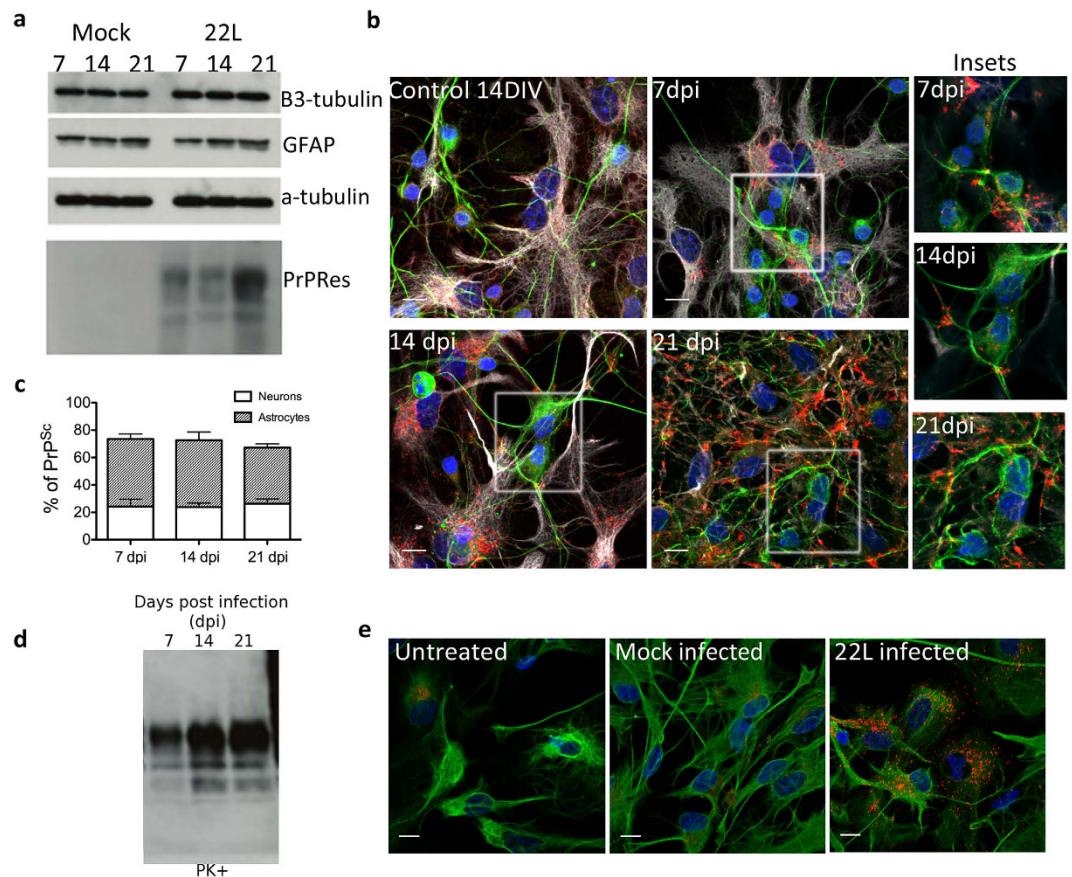 a
Mock 22L
7 14 21 7 14 21
B3-tubulin
GFAP
a-tubulin
PrPRes
b
Insets
Control 14DIV
7dpi
7dpi
14dpi
14 dpi
21 dpi
21dpi
c
Neurons
Astrocytes
% of PrPSc
100
80
60
40
20
0
7 dpi 14 dpi 21 dpi
d
Days post infection
(dpi)
7 14 21
PK+
e
Untreated
Mock infected
22L infected